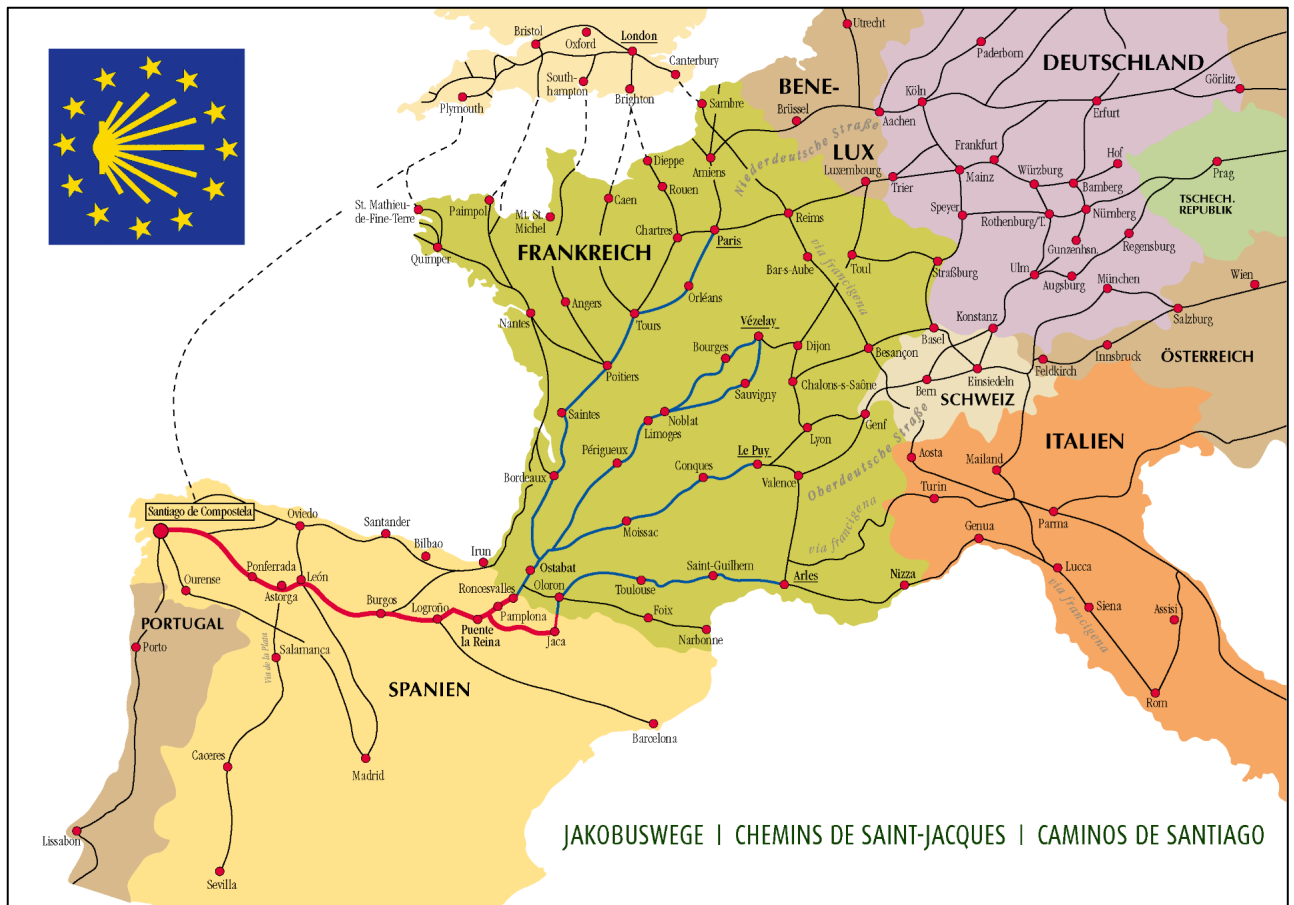 Utrecht
Bristol
Oxford
London
Paderborn
DEUTSCHLAND
Canterbury
South-
hampton
Brighton
Plymouth
BENE-
Köln
Görlitz
Sambre
Brüssel
Aachen
Erfurt
Niederdeutsche Straße
LUX
Luxembourg
Frankfurt
Hof
Dieppe
Amiens
Trier
Mainz
Würzburg
Prag
Rouen
Bamberg
St. Mathieu-
de-Fine-Terre
Paimpol
Mt. St.
Michel
Caen
TSCHECH.
REPUBLIK
Speyer
Rothenburg/T.
Nürnberg
Reims
Chartres
Paris
Gunzenhsn.
Regensburg
Quimper
FRANKREICH
via francigena
Bar-s-Aube
Toul
Straßburg
Ulm
Augsburg
München
Wien
Orléans
Angers
Nantes
Tours
Vézelay
Konstanz
Salzburg
Basel
Bourges
Dijon
Besançon
Feldkirch
Innsbruck
ÖSTERREICH
Poitiers
Sauvigny
Chalons-s-Saône
Bern
Einsiedeln
SCHWEIZ
Saintes
Noblat
Limoges
Genf
Lyon
Oberdeutsche Straße
ITALIEN
Périgueux
Le Puy
Aosta
Mailand
Bordeaux
Conques
Valence
Turin
Santiago de Compostela
Oviedo
Santander
Moissac
Parma
Bilbao
Irun
via francigena
Genua
Ponferrada
León
Ourense
Astorga
Ostabat
Saint-Guilhem
Lucca
Roncesvalles
Oloron
Toulouse
Arles
Nizza
Burgos
Logroño
Pamplona
via francigena
Siena
Assisi
PORTUGAL
Puente
la Reina
Jaca
Foix
Narbonne
Porto
Via de la Plata
Salamanca
SPANIEN
Rom
Barcelona
Caceres
Madrid
Lissabon
JAKOBUSWEGE | CHEMINS DE SAINT-JACQUES | CAMINOS DE SANTIAGO
Sevilla